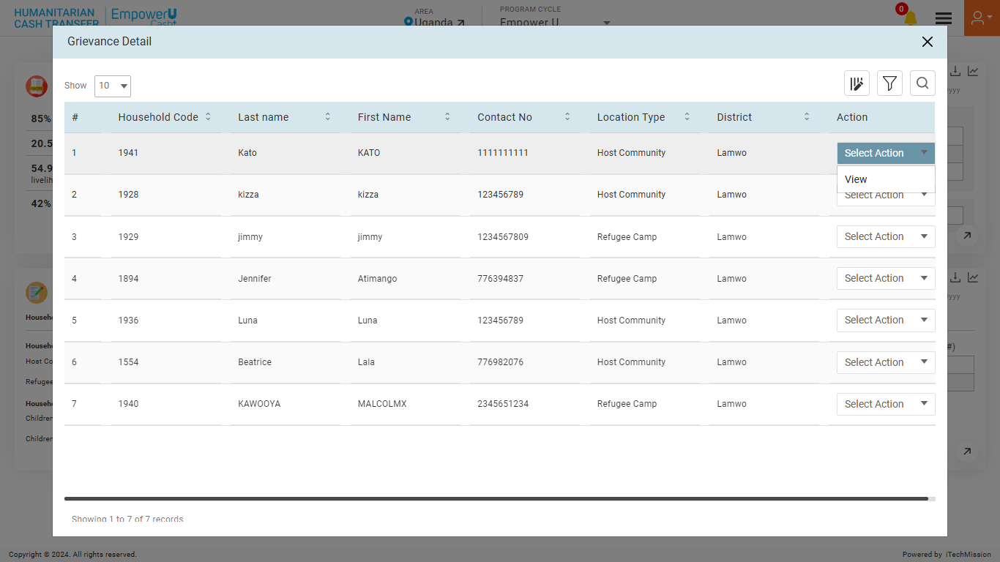 HUMANITARIAN
CASH TRANSFER
EmpowerU
Cash+
AREA
Uganda
PROGRAM CYCLE
Empower U
0
Grievance Detail
Show 10
# Household Code Last name First Name Contact No Location Type District Action
1 1941 Kato KATO 1111111111 Host Community Lamwo Select Action
View
2 1928 kizza kizza 123456789 Host Community Lamwo Select Action
3 1929 jimmy jimmy 1234567809 Refugee Camp Lamwo Select Action
4 1894 Jennifer Atimango 776394837 Refugee Camp Lamwo Select Action
5 1936 Luna Luna 123456789 Host Community Lamwo Select Action
6 1554 Beatrice Lala 776982076 Host Community Lamwo Select Action
7 1940 KAWOOYA MALCOLMX 2345651234 Refugee Camp Lamwo Select Action
Showing 1 to 7 of 7 records
85%
20.5
54.9
livelih
42%
yyyy
Househo
Househo
Host Co
Refugee
Househo
Children
Children
yyyy
#)
Copyright © 2024. All rights reserved.
Powered by iTechMission